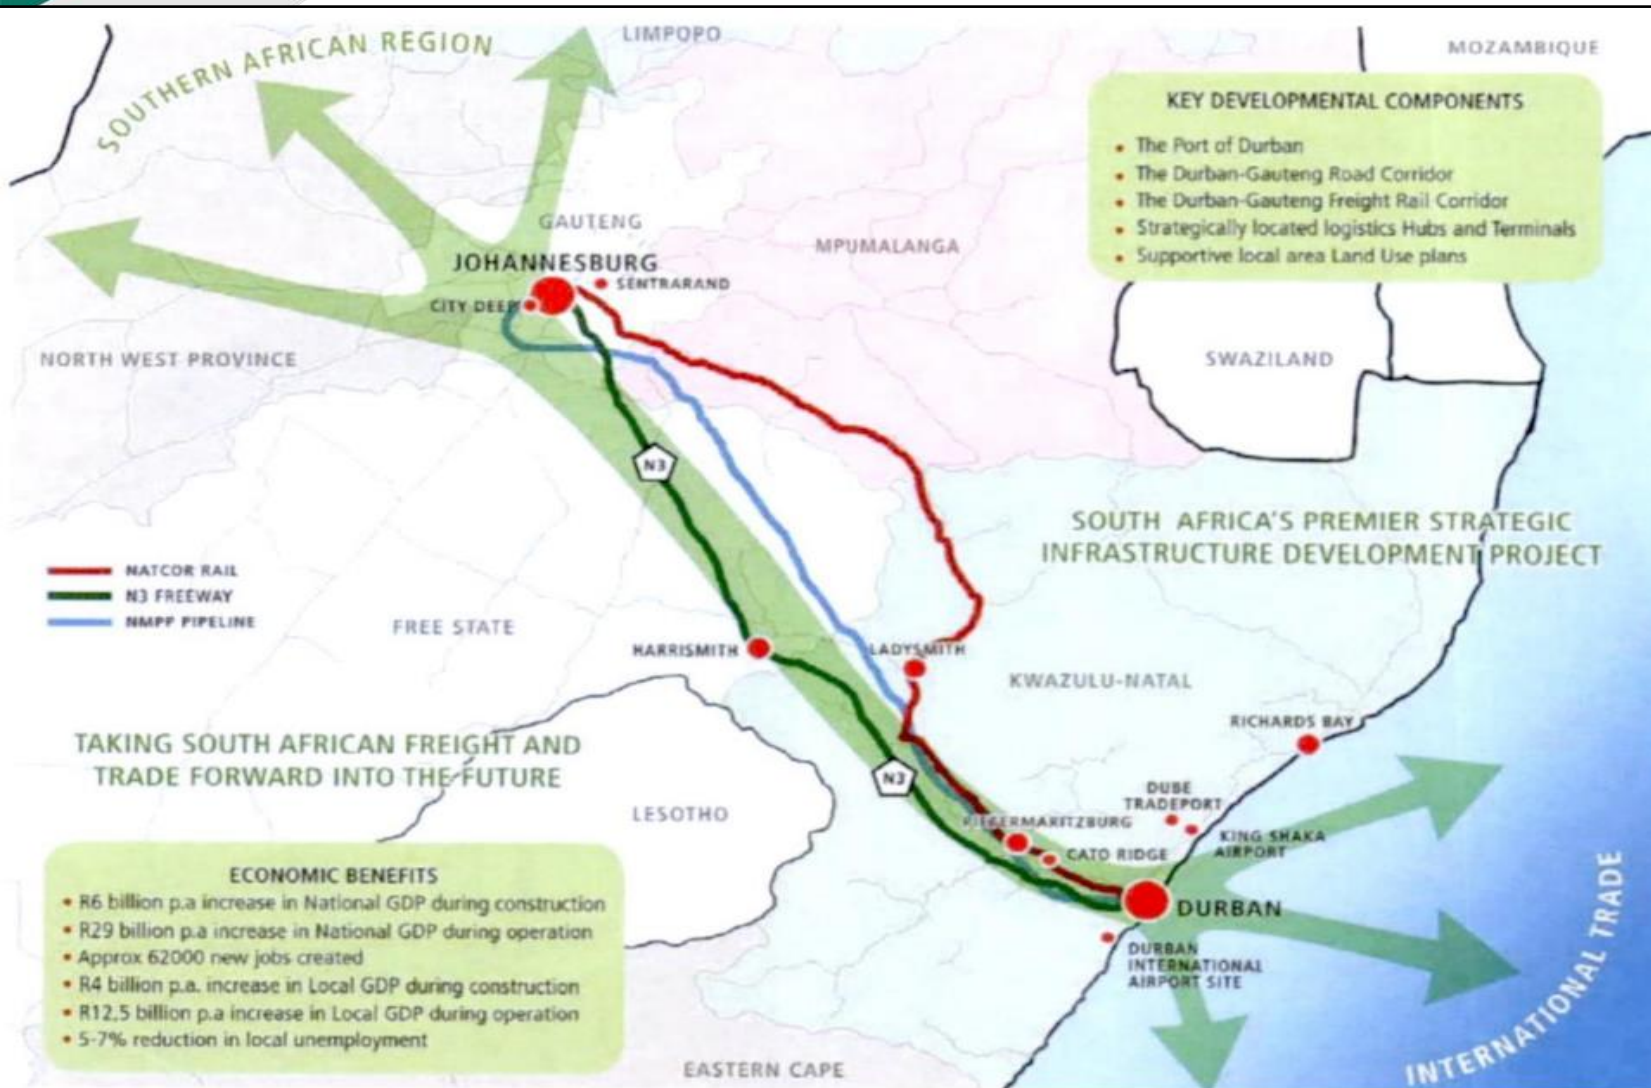 SOUTHERN AFRICAN REGION
LIMPOPO
MOZAMBIQUE
KEY DEVELOPMENTAL COMPONENTS
• The Port of Durban
• The Durban-Gauteng Road Corridor
• The Durban-Gauteng Freight Rail Corridor
• Strategically located logistics Hubs and Terminals
• Supportive local area Land Use plans
GAUTENG
MPUMALANGA
JOHANNESBURG
SENTRARAND
CITY DEEP
NORTH WEST PROVINCE
SWAZILAND
N3
SOUTH AFRICA'S PREMIER STRATEGIC
INFRASTRUCTURE DEVELOPMENT PROJECT
NATCOR RAIL
N3 FREEWAY
NMPP PIPELINE
FREE STATE
HARRISMITH
LADYSMITH
KWAZULU-NATAL
RICHARDS BAY
TAKING SOUTH AFRICAN FREIGHT AND
TRADE FORWARD INTO THE FUTURE
N3
DUBE
TRADEPORT
LESOTHO
PIETERMARITZBURG
KING SHAKA
AIRPORT
CATO RIDGE
DURBAN
DURBAN
INTERNATIONAL
AIRPORT SITE
ECONOMIC BENEFITS
• R6 billion p.a increase in National GDP during construction
• R29 billion p.a increase in National GDP during operation
• Approx 62000 new jobs created
• R4 billion p.a. increase in Local GDP during construction
• R12,5 billion p.a increase in Local GDP during operation
• 5-7% reduction in local unemployment
EASTERN CAPE
INTERNATIONAL TRADE